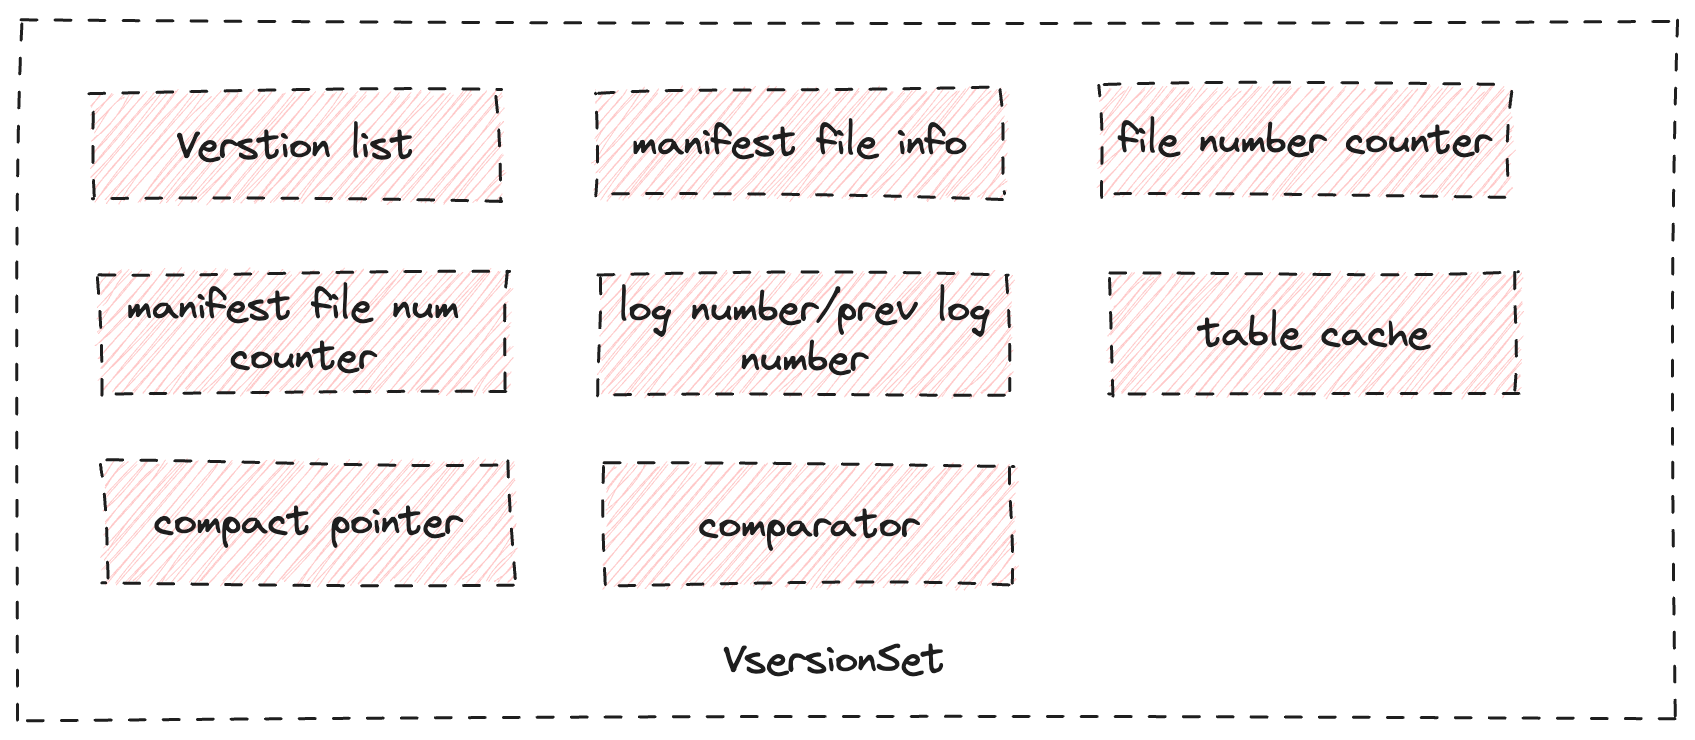 Verstion list
manifest file info
file number counter
manifest file num
counter
log number/prev log
number
table cache
compact pointer
comparator
VsersionSet